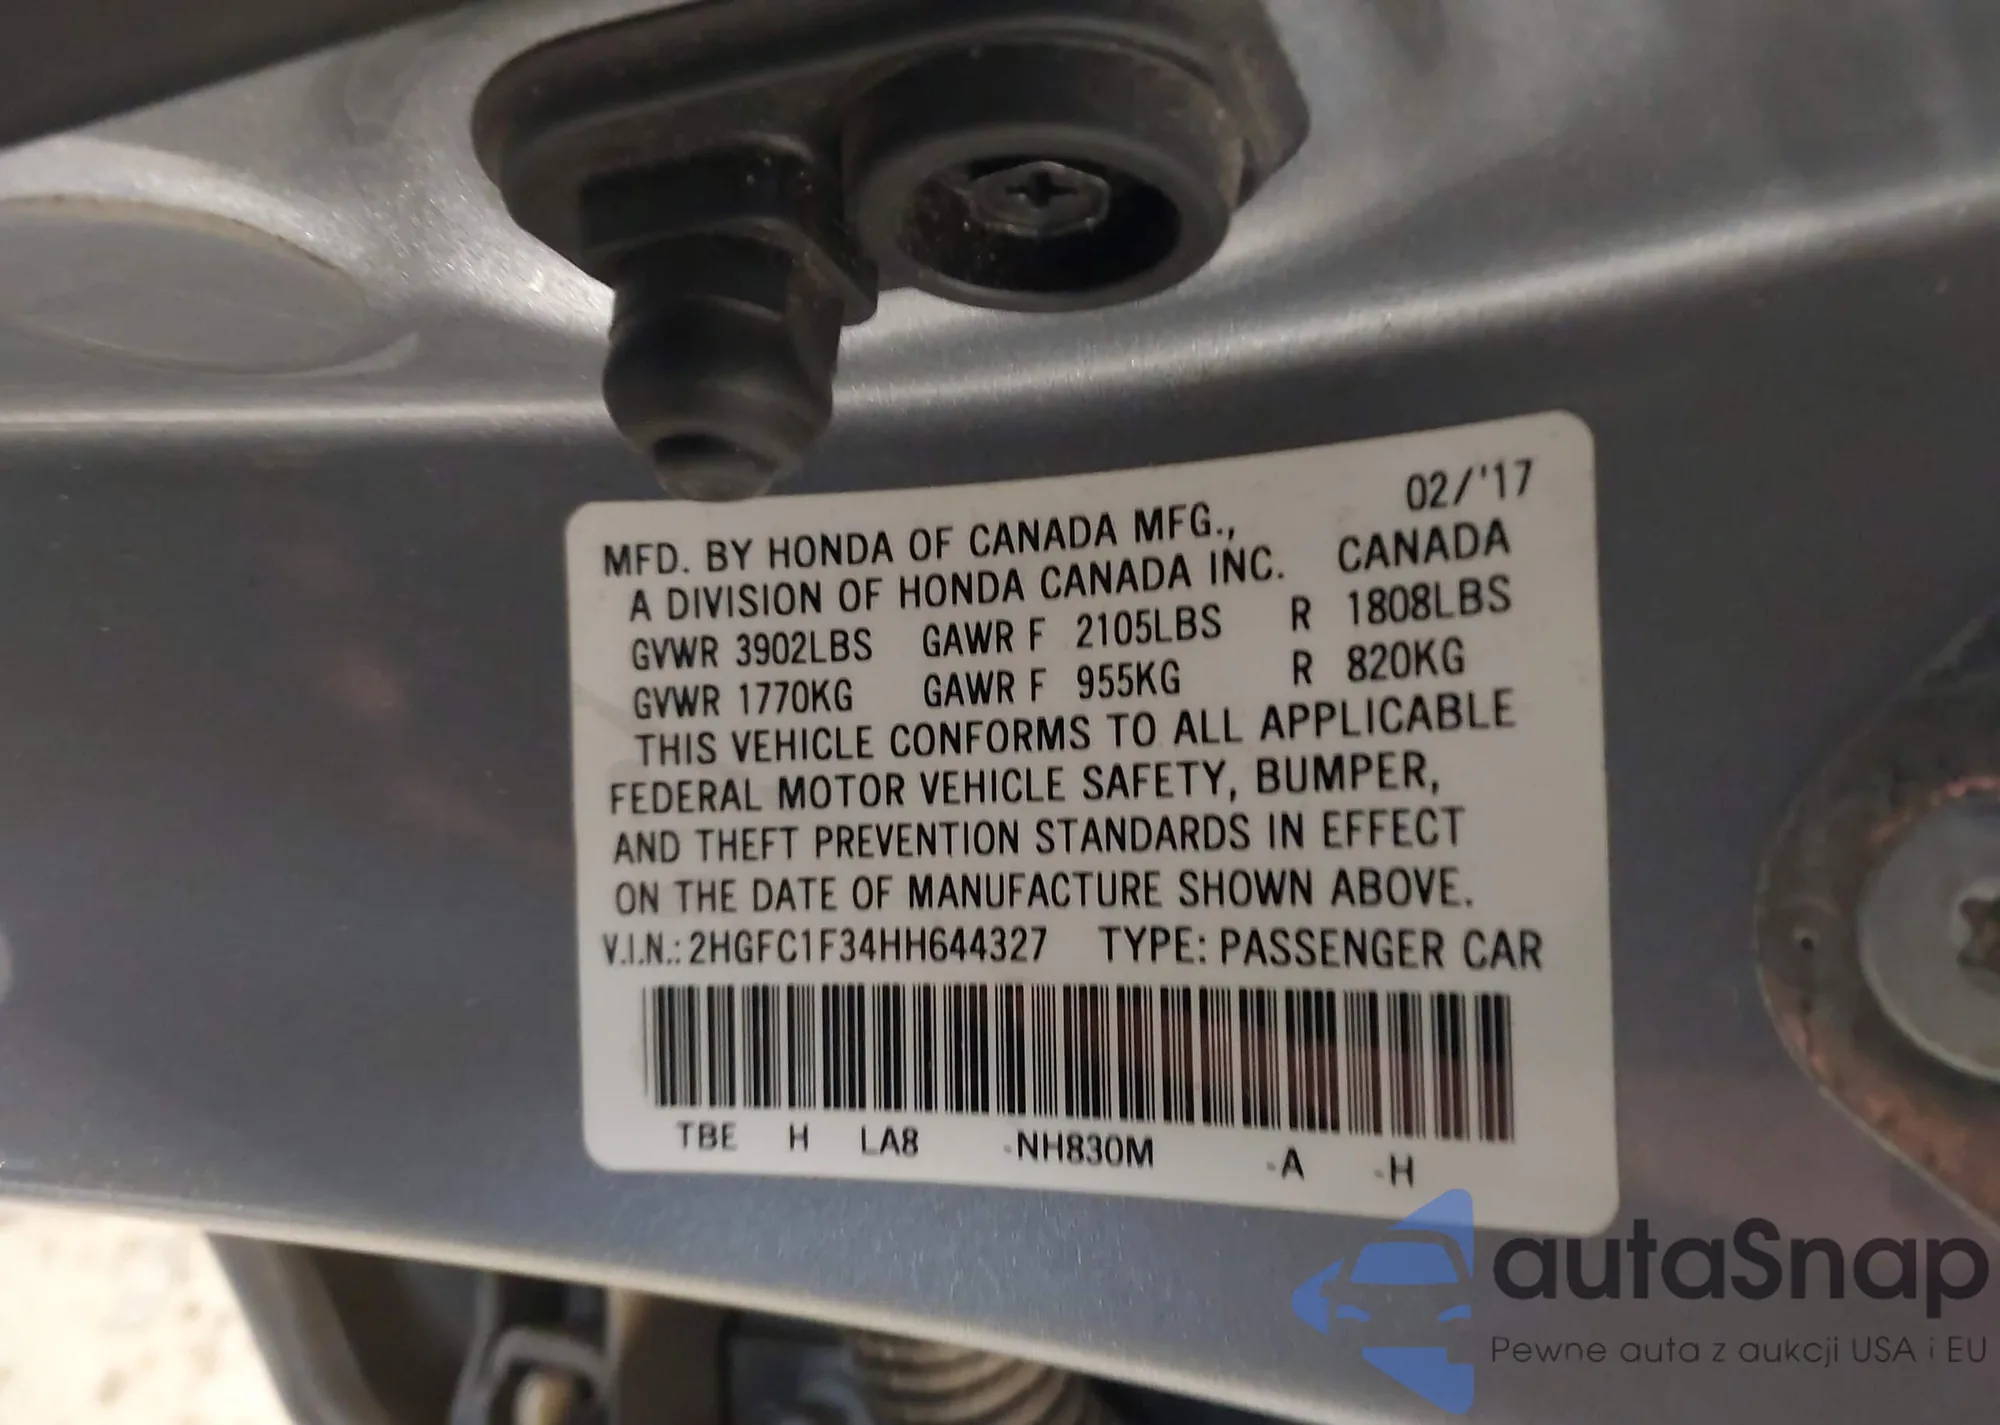 02/'17
MFD. BY HONDA OF CANADA MFG.,
A DIVISION OF HONDA CANADA INC. CANADA
GVWR 3902LBS GAWR F 2105LBS R 1808LBS
GVWR 1770KG GAWR F 955KG R 820KG
THIS VEHICLE CONFORMS TO ALL APPLICABLE
FEDERAL MOTOR VEHICLE SAFETY, BUMPER,
AND THEFT PREVENTION STANDARDS IN EFFECT
ON THE DATE OF MANUFACTURE SHOWN ABOVE.
V.I.N.: 2HGFC1F34HH644327 TYPE: PASSENGER CAR
TBE H LA8 -NH830M -A -H
autaSnap
Pewne auta z aukcji USA i EU